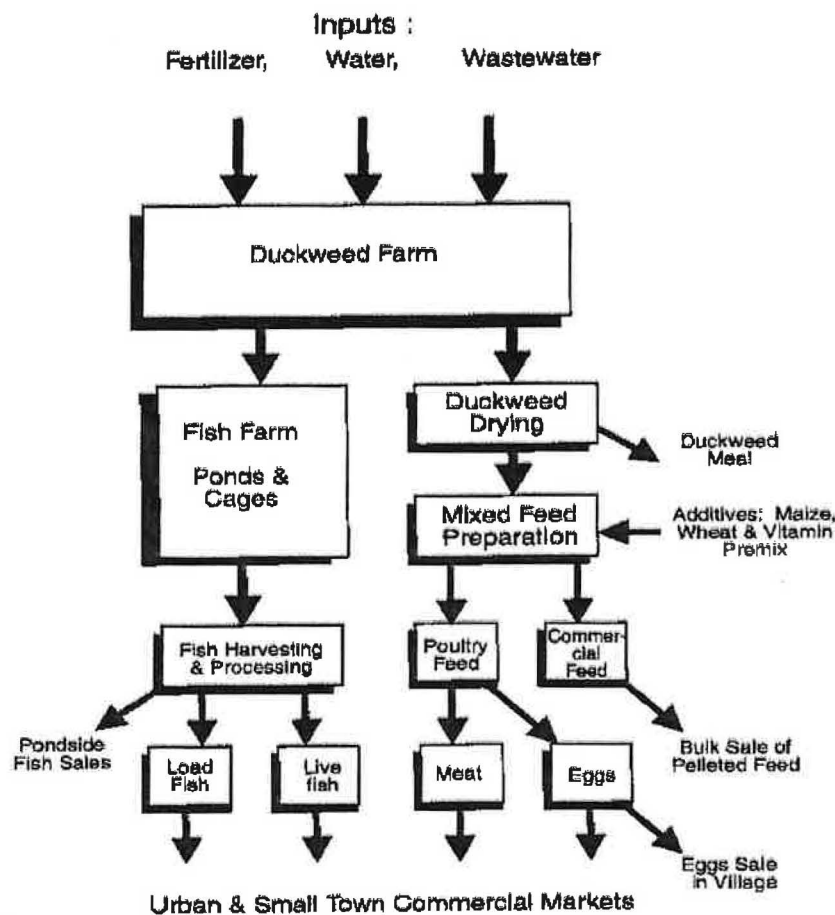 Inputs :
Fertilizer, Water, Wastewater
Duckweed Farm
Fish Farm
Ponds &
Cages
Duckweed
Drying
Duckweed
Meal
Mixed Feed
Preparation
Additives: Maize,
Wheat & Vitamin
Premix
Fish Harvesting
& Processing
Poultry
Feed
Commer-
cial
Feed
Pondside
Fish Sales
Load
Fish
Live
fish
Meat
Eggs
Bulk Sale of
Pelleted Feed
Eggs Sale
in Village
Urban & Small Town Commercial Markets